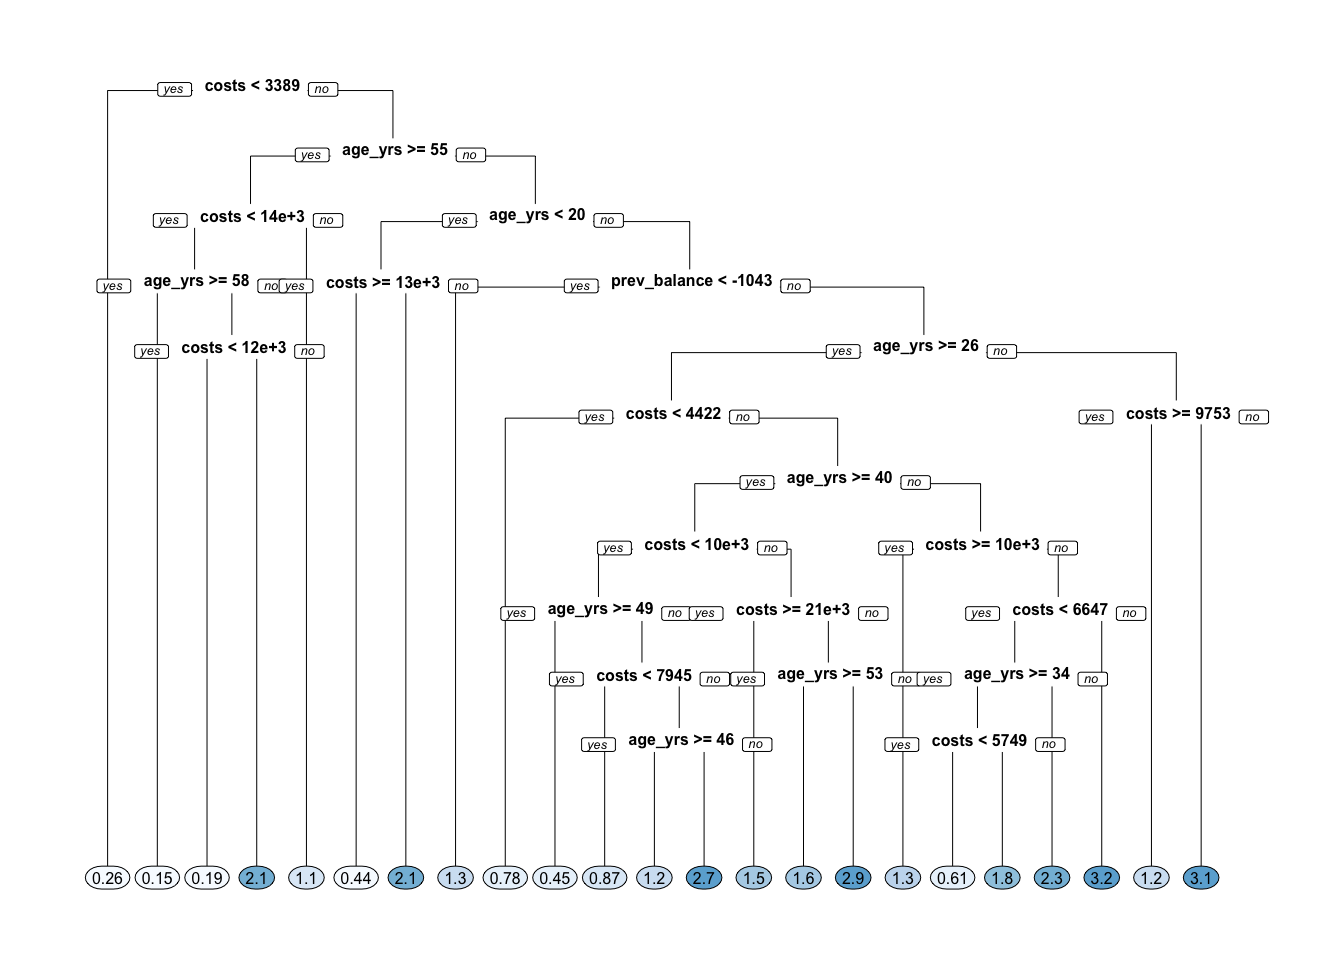 yes costs < 3389 no
yes age_yrs >= 55 no
yes costs < 14e+3 no yes age_yrs < 20 no
yes age_yrs >= 58 no yes costs >= 13e+3 no yes prev_balance < -1043 no
yes costs < 12e+3 no yes age_yrs >= 26 no
yes costs < 4422 no yes costs >= 9753 no
yes age_yrs >= 40 no
yes costs < 10e+3 no yes costs >= 10e+3 no
yes age_yrs >= 49 no yes costs >= 21e+3 no yes costs < 6647 no
yes costs < 7945 no yes age_yrs >= 53 no yes age_yrs >= 34 no
yes age_yrs >= 46 no yes costs < 5749 no
0.26 0.15 0.19 2.1 1.1 0.44 2.1 1.3 0.78 0.45 0.87 1.2 2.7 1.5 1.6 2.9 1.3 0.61 1.8 2.3 3.2 1.2 3.1